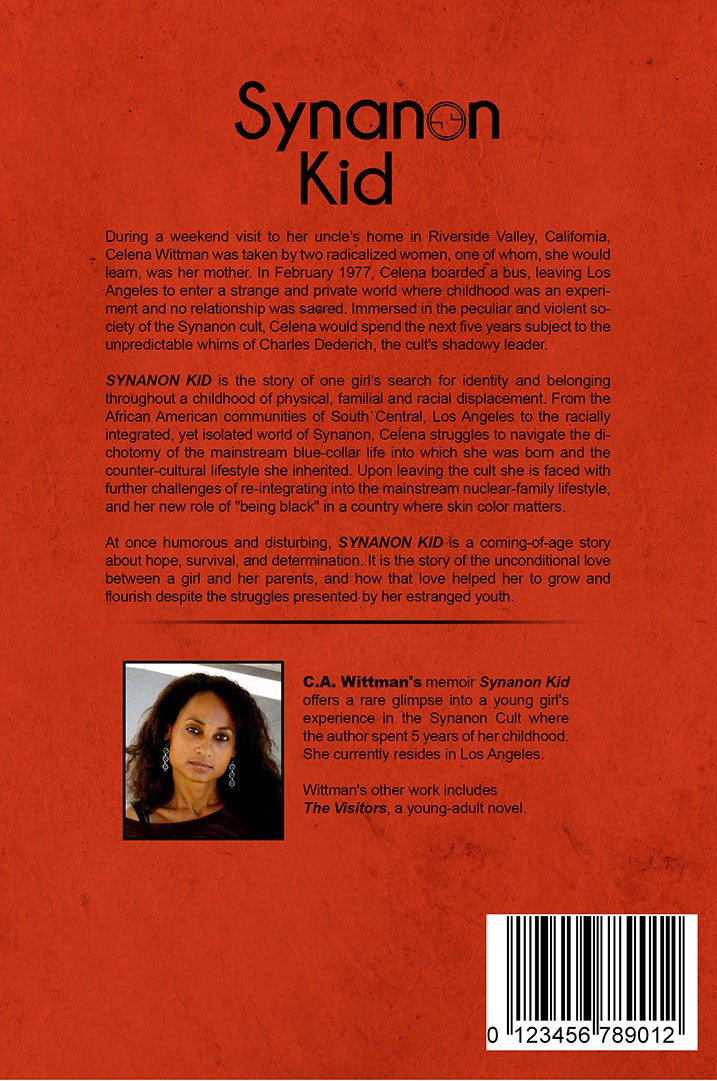 Synanon
Kid
During a weekend visit to her uncle's home in Riverside Valley, California,
Celena Wittman was taken by two radicalized women, one of whom, she would
learn, was her mother. In February 1977, Celena boarded a bus, leaving Los
Angeles to enter a strange and private world where childhood was an experi-
ment and no relationship was sacred. Immersed in the peculiar and violent so-
ciety of the Synanon cult, Celena would spend the next five years subject to the
unpredictable whims of Charles Dederich, the cult's shadowy leader.
SYNANON KID is the story of one girl's search for identity and belonging
throughout a childhood of physical, familial and racial displacement. From the
African American communities of South Central, Los Angeles to the racially
integrated, yet isolated world of Synanon, Celena struggles to navigate the di-
chotomy of the mainstream blue-collar life into which she was born and the
counter-cultural lifestyle she inherited. Upon leaving the cult she is faced with
further challenges of re-integrating into the mainstream nuclear-family lifestyle,
and her new role of "being black" in a country where skin color matters.
At once humorous and disturbing, SYNANON KID is a coming-of-age story
about hope, survival, and determination. It is the story of the unconditional love
between a girl and her parents, and how that love helped her to grow and
flourish despite the struggles presented by her estranged youth.
C.A. Wittman's memoir Synanon Kid
offers a rare glimpse into a young girl's
experience in the Synanon Cult where
the author spent 5 years of her childhood.
She currently resides in Los Angeles.
Wittman's other work includes
The Visitors, a young-adult novel.
0 123456 789012